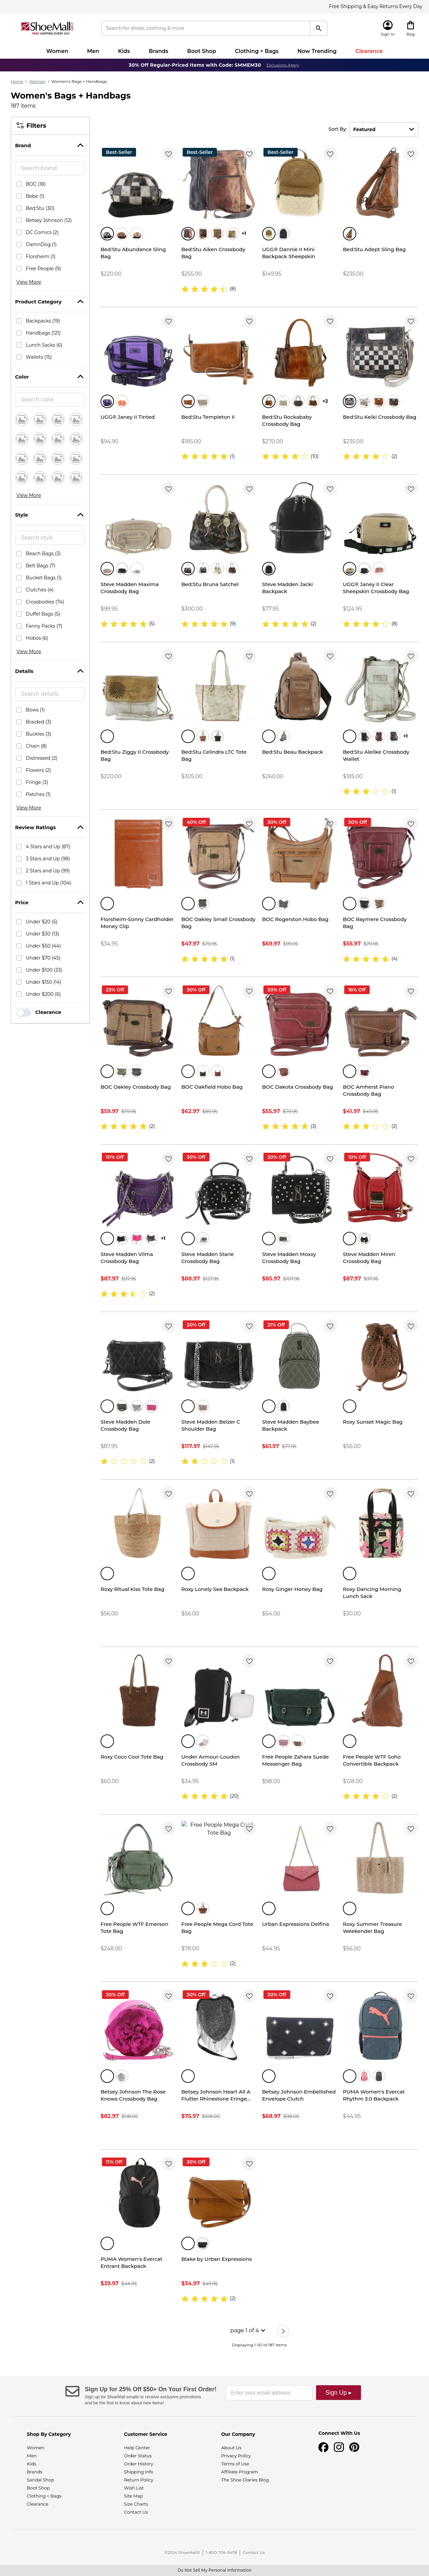 Free Shipping & Easy Returns Every Day
ShoeMall
FREE SHIPPING EVERY DAY
Search for shoes, clothing & more
Sign In
Bag
Women Men Kids Brands Boot Shop Clothing + Bags Now Trending Clearance
30% Off Regular-Priced Items with Code: SMMEM30 Exclusions Apply.
Home Women Women's Bags + Handbags
Women's Bags + Handbags
187 items
Filters
Brand
Search brand
BOC (18)
Bebe (1)
Bed:Stu (30)
Betsey Johnson (12)
DC Comics (2)
DamnDog (1)
Florsheim (1)
Free People (9)
View More
Product Category
Backpacks (19)
Handbags (121)
Lunch Sacks (6)
Wallets (15)
Color
Search color
View More
Style
Search style
Beach Bags (3)
Belt Bags (7)
Bucket Bags (1)
Clutches (4)
Crossbodies (74)
Duffel Bags (5)
Fanny Packs (7)
Hobos (6)
View More
Details
Search details
Bows (1)
Braided (3)
Buckles (3)
Chain (8)
Distressed (2)
Flowers (2)
Fringe (3)
Patches (1)
View More
Review Ratings
4 Stars and Up (87)
3 Stars and Up (98)
2 Stars and Up (99)
1 Stars and Up (104)
Price
Under $20 (5)
Under $30 (13)
Under $50 (44)
Under $70 (45)
Under $100 (33)
Under $150 (14)
Under $200 (6)
Clearance
Sort By: Featured
Best-Seller
Bed:Stu Abundance Sling Bag
$220.00
Best-Seller
+1
Bed:Stu Aiken Crossbody Bag
$255.00
(8)
Best-Seller
UGG® Dannie II Mini Backpack Sheepskin
$149.95
Bed:Stu Adept Sling Bag
$235.00
UGG® Janey II Tinted
$94.95
Bed:Stu Templeton II
$185.00
(1)
+2
Bed:Stu Rockababy Crossbody Bag
$270.00
(10)
Bed:Stu Keiki Crossbody Bag
$235.00
(2)
Steve Madden Maxima Crossbody Bag
$99.95
(5)
Bed:Stu Bruna Satchel
$300.00
(9)
Steve Madden Jacki Backpack
$77.95
(2)
UGG® Janey II Clear Sheepskin Crossbody Bag
$124.95
(8)
Bed:Stu Ziggy II Crossbody Bag
$220.00
Bed:Stu Celindra LTC Tote Bag
$305.00
Bed:Stu Beau Backpack
$260.00
+1
Bed:Stu Alelike Crossbody Wallet
$185.00
(1)
Florsheim-Sonny Cardholder Money Clip
$34.95
40% Off
BOC Oakley Small Crossbody Bag
$47.97 $79.95
(1)
30% Off
BOC Rogerston Hobo Bag
$69.97 $99.95
30% Off
BOC Raymere Crossbody Bag
$55.97 $79.95
(4)
25% Off
BOC Oakley Crossbody Bag
$59.97 $79.95
(2)
30% Off
BOC Oakfield Hobo Bag
$62.97 $89.95
30% Off
BOC Dakota Crossbody Bag
$55.97 $79.95
(3)
16% Off
BOC Amherst Piano Crossbody Bag
$41.97 $49.95
(2)
10% Off
+1
Steve Madden Vilma Crossbody Bag
$87.97 $97.95
(2)
30% Off
Steve Madden Starie Crossbody Bag
$88.97 $127.95
20% Off
Steve Madden Moxxy Crossbody Bag
$85.97 $107.95
10% Off
Steve Madden Miren Crossbody Bag
$87.97 $97.95
Steve Madden Dole Crossbody Bag
$87.95
(2)
20% Off
Steve Madden Belzer C Shoulder Bag
$117.97 $147.95
(1)
21% Off
Steve Madden Baybee Backpack
$61.97 $77.95
Roxy Sunset Magic Bag
$56.00
Roxy Ritual Kiss Tote Bag
$56.00
Roxy Lonely Sea Backpack
$56.00
Roxy Ginger Honey Bag
$54.00
Roxy Dancing Morning Lunch Sack
$30.00
Roxy Coco Cool Tote Bag
$60.00
Under Armour-Loudon Crossbody SM
$34.95
(20)
Free People Zahara Suede Messenger Bag
$98.00
Free People WTF Soho Convertible Backpack
$128.00
(2)
Free People WTF Emerson Tote Bag
$248.00
Free People Mega Cord Tote Bag
Free People Mega Cord Tote Bag
$78.00
(2)
Urban Expressions Delfina
$44.95
Roxy Summer Treasure Weekender Bag
$56.00
30% Off
Betsey Johnson The Rose Knows Crossbody Bag
$82.97 $118.00
30% Off
Betsey Johnson Heart All A Flutter Rhinestone Fringe...
$75.97 $108.00
30% Off
Betsey Johnson Embellished Envelope Clutch
$68.97 $98.00
PUMA Women's Evercat Rhythm 3.0 Backpack
$44.95
11% Off
PUMA Women's Evercat Entrant Backpack
$39.97 $44.95
30% Off
Blake by Urban Expressions
$34.97 $49.95
(2)
page 1 of 4
Displaying 1-50 of 187 items
Sign Up for 25% Off $50+ On Your First Order!
Sign up for ShoeMall emails to receive exclusive promotions
and be the first to know about new items!
Enter your email address
Sign Up ▸
Shop By Category
Women
Men
Kids
Brands
Sandal Shop
Boot Shop
Clothing + Bags
Clearance
Customer Service
Help Center
Order Status
Order History
Shipping Info
Return Policy
Wish List
Site Map
Size Charts
Contact Us
Our Company
About Us
Privacy Policy
Terms of Use
Affiliate Program
The Shoe Diaries Blog
Connect With Us
©2024 ShoeMall® | 1-800-704-5478 | Contact Us
Do Not Sell My Personal Information